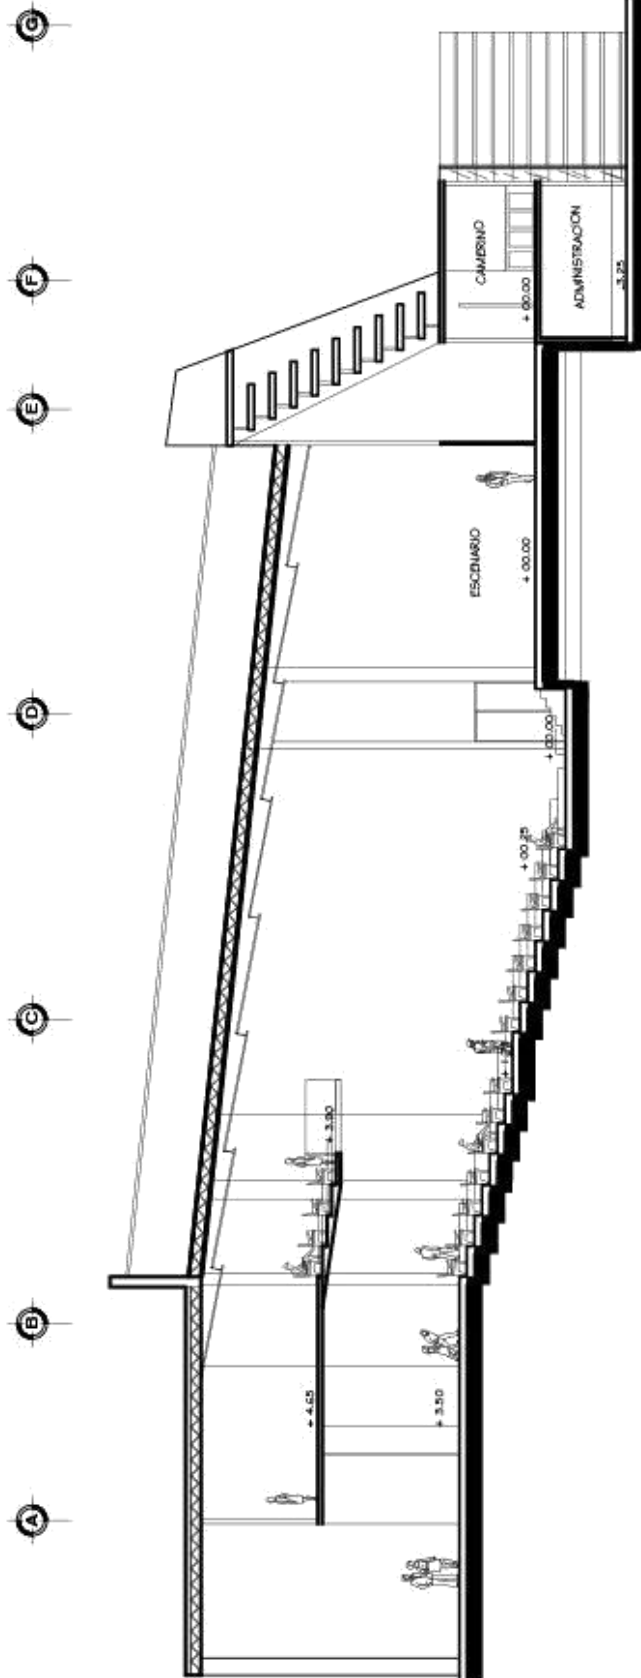 A
B
C
D
E
F
G
+ 4.65
+ 3.50
+ 3.90
+ 00.25
+ 00.00
ESCENARIO
+ 00.00
CAMERINO
+ 00.00
ADMINISTRACION
-3.25